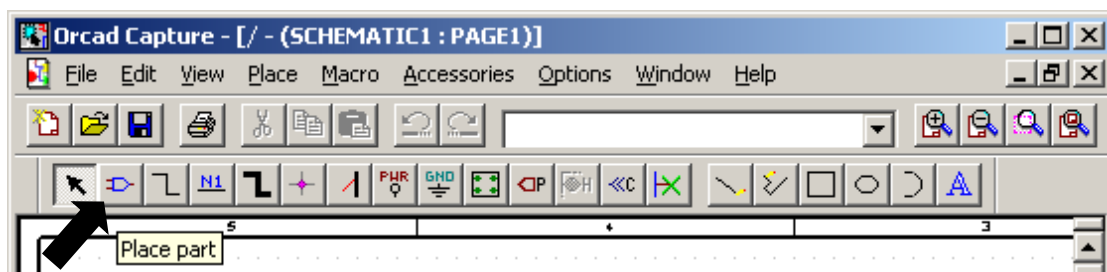 Orcad Capture - [/ - (SCHEMATIC1 : PAGE1)]
File Edit View Place Macro Accessories Options Window Help
N1 PWR GND P H C A
5 4 3
Place part